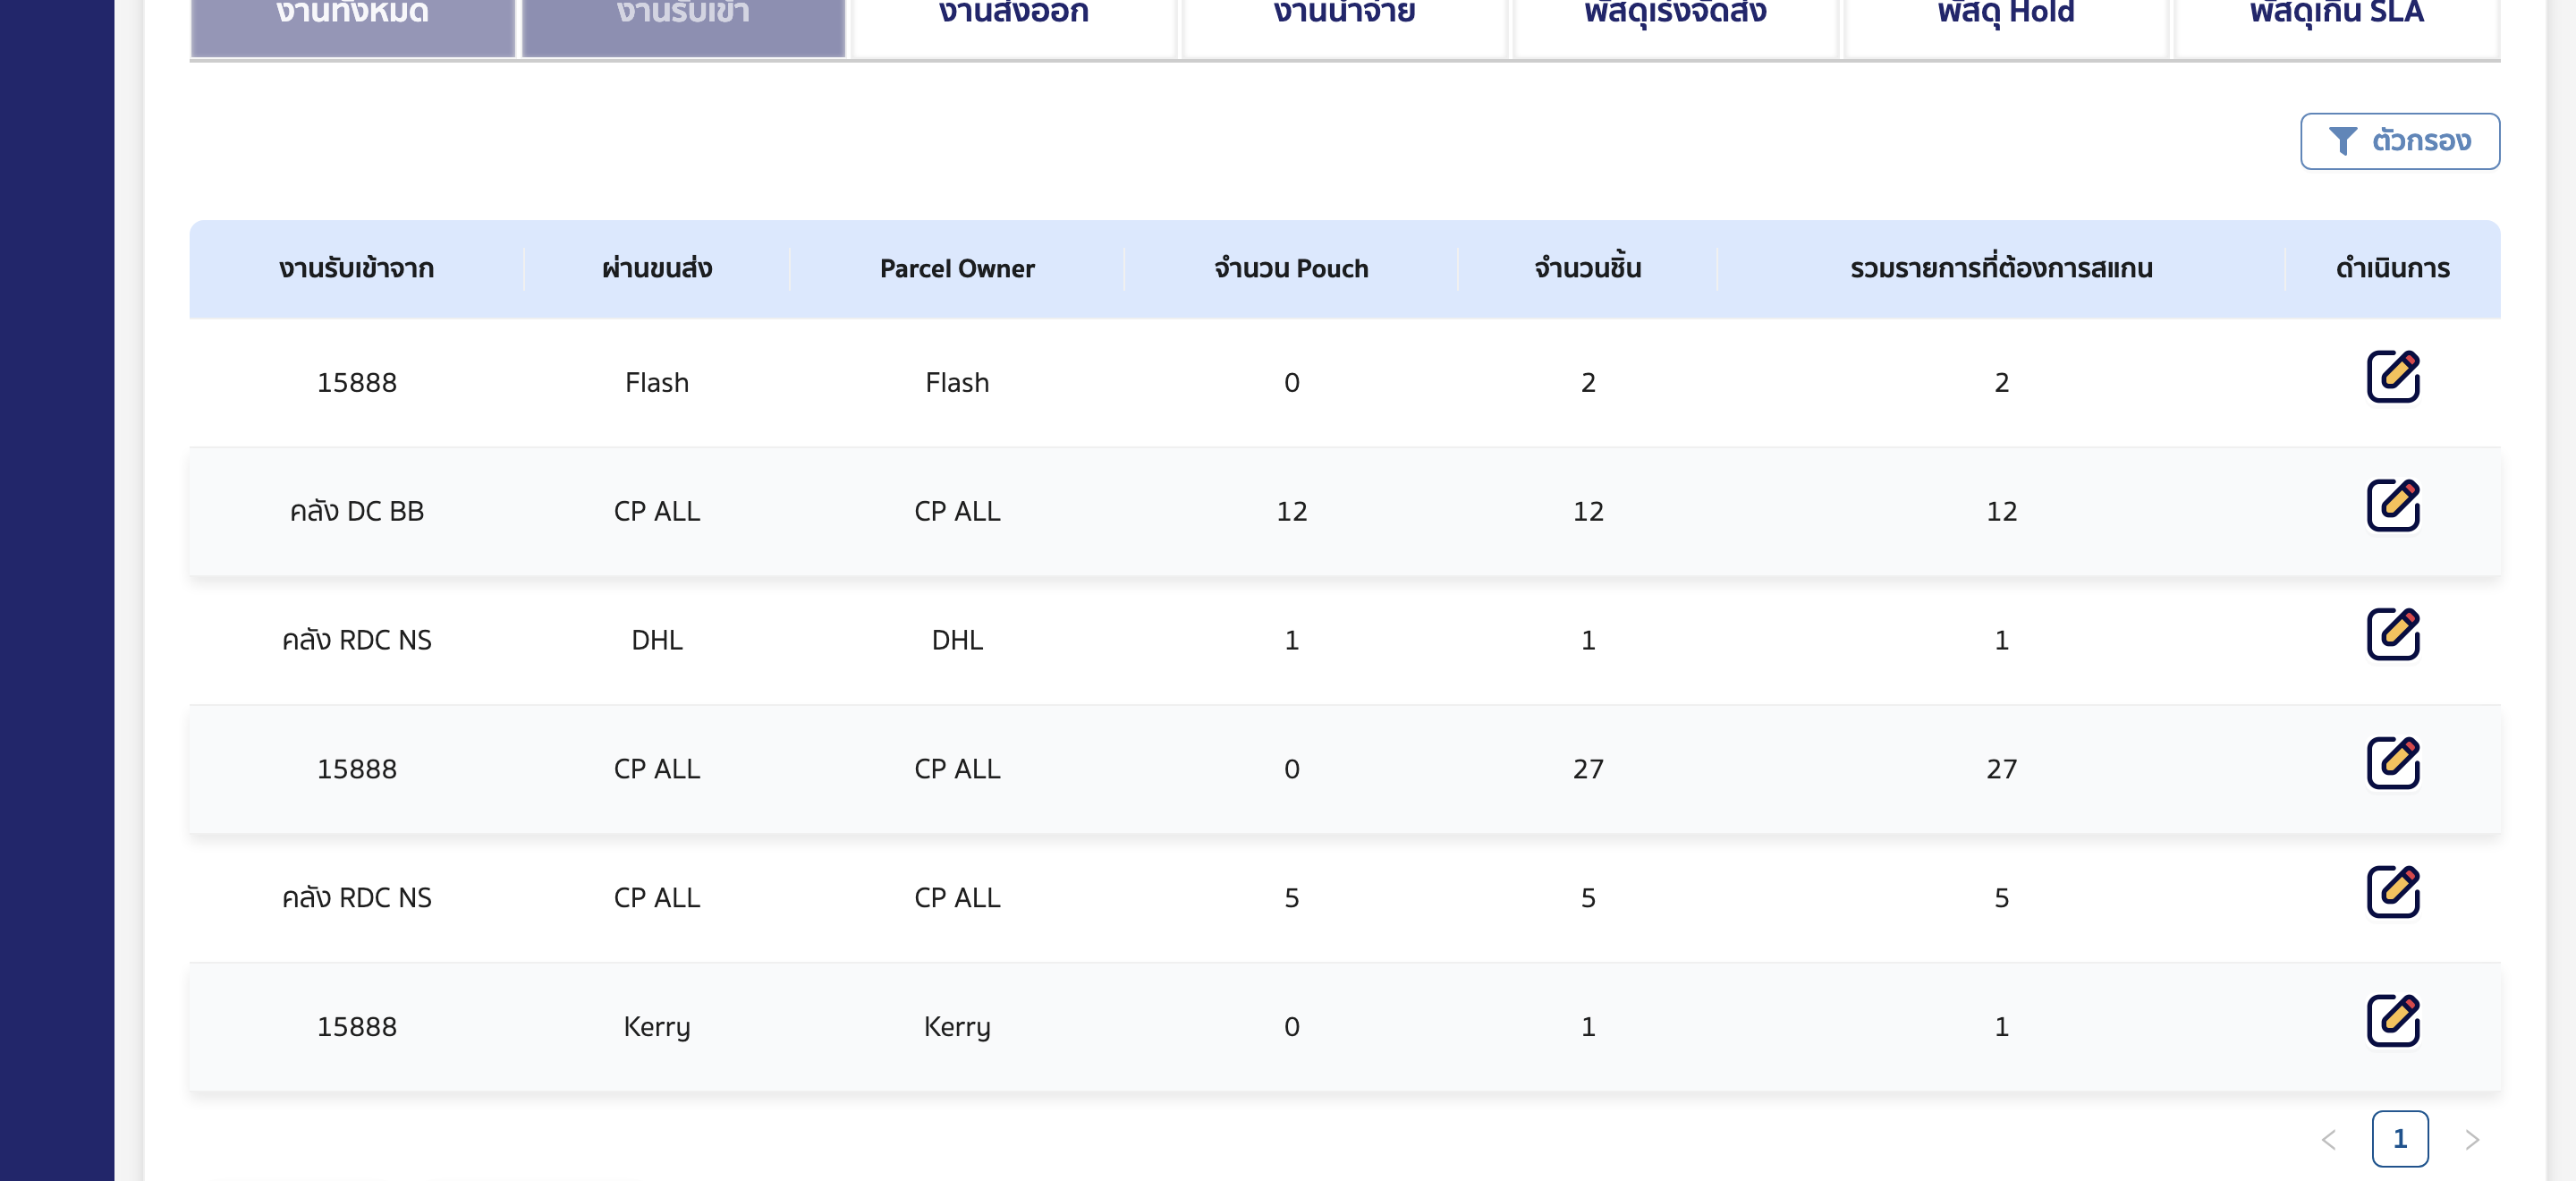 งานทั้งหมด งานรับเข้า งานส่งออก งานนำจ่าย พัสดุเร่งจัดส่ง พัสดุ Hold พัสดุเกิน SLA
ตัวกรอง
งานรับเข้าจาก ผ่านขนส่ง Parcel Owner จำนวน Pouch จำนวนชิ้น รวมรายการที่ต้องการสแกน ดำเนินการ
15888 Flash Flash 0 2 2
คลัง DC BB CP ALL CP ALL 12 12 12
คลัง RDC NS DHL DHL 1 1 1
15888 CP ALL CP ALL 0 27 27
คลัง RDC NS CP ALL CP ALL 5 5 5
15888 Kerry Kerry 0 1 1
1